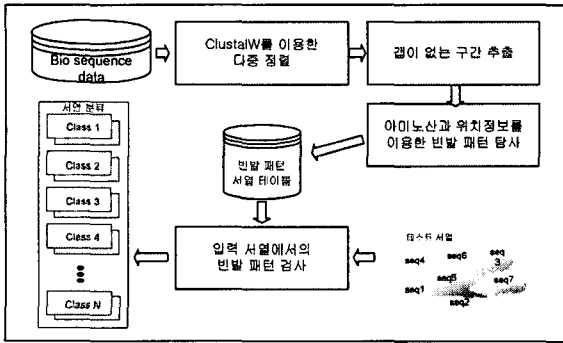 Bio sequence
data
ClustalW를 이용한
다중 정렬
갭이 없는 구간 추출
아미노산과 위치정보를
이용한 빈발 패턴 탐사
빈발 패턴
서열 테이블
서열 분류
Class 1
Class 2
Class 3
Class 4
Class N
입력 서열에서의
빈발 패턴 검사
테스트 서열
seq4
seq6
seq
3
seq5
seq1
seq7
seq2